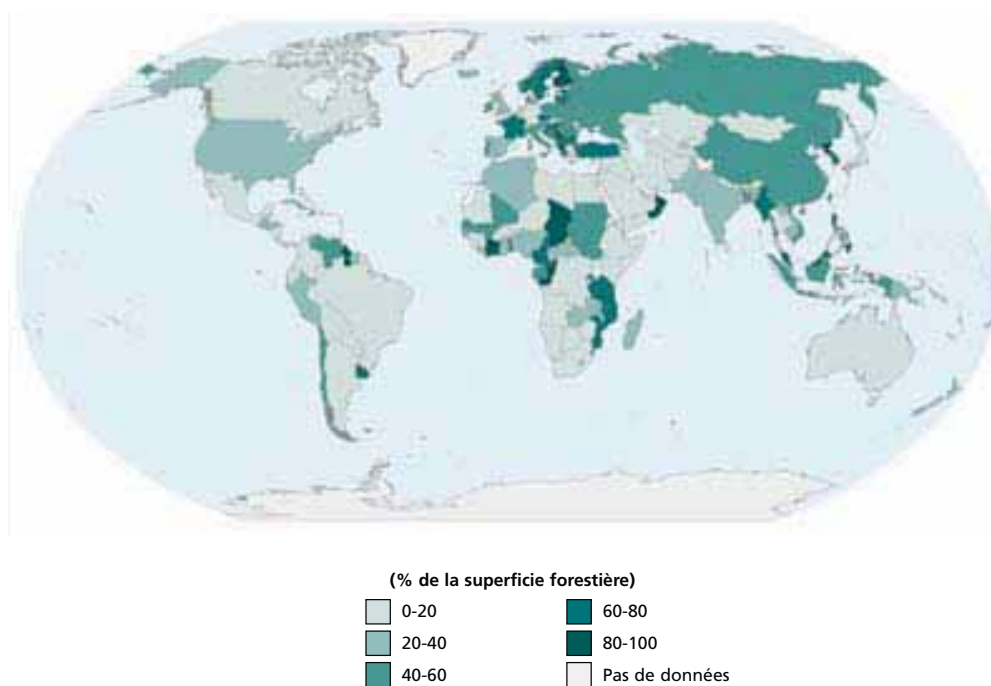 (% de la superficie forestière)
0-20
20-40
40-60
60-80
80-100
Pas de données